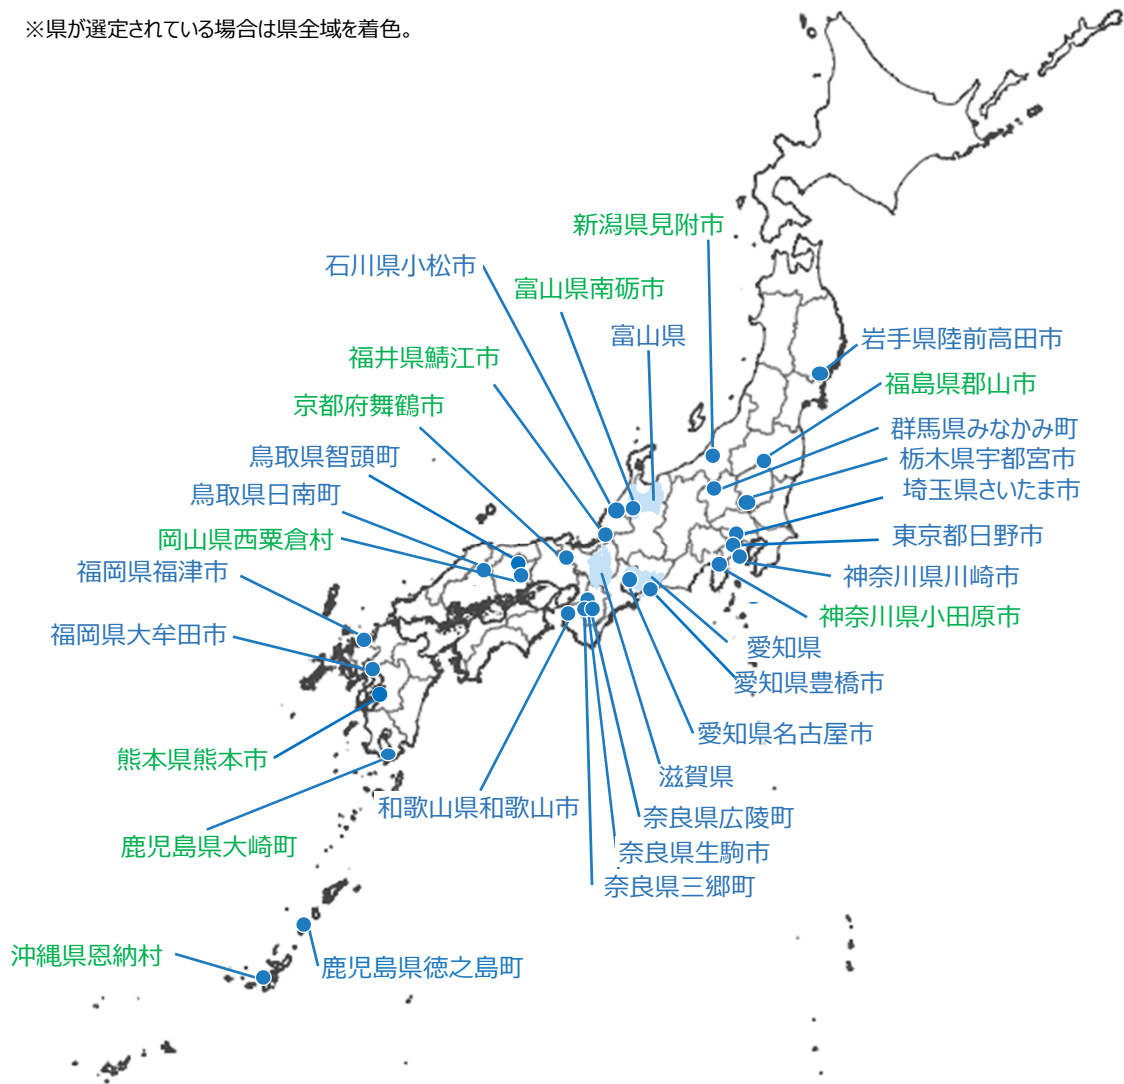 ※県が選定されている場合は県全域を着色。
新潟県見附市
石川県小松市
富山県南砺市
富山県
岩手県陸前高田市
福井県鯖江市
福島県郡山市
京都府舞鶴市
群馬県みなかみ町
鳥取県智頭町
栃木県宇都宮市
鳥取県日南町
埼玉県さいたま市
岡山県西粟倉村
東京都日野市
福岡県福津市
神奈川県川崎市
神奈川県小田原市
福岡県大牟田市
愛知県
愛知県豊橋市
愛知県名古屋市
熊本県熊本市
滋賀県
和歌山県和歌山市
奈良県広陵町
鹿児島県大崎町
奈良県生駒市
奈良県三郷町
沖縄県恩納村
鹿児島県徳之島町